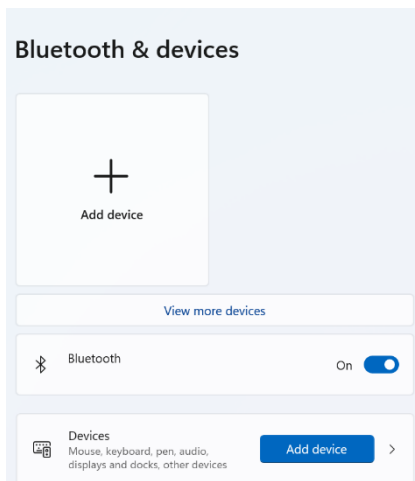 Bluetooth & devices
Add device
View more devices
Bluetooth
On
Devices
Mouse, keyboard, pen, audio,
displays and docks, other devices
Add device